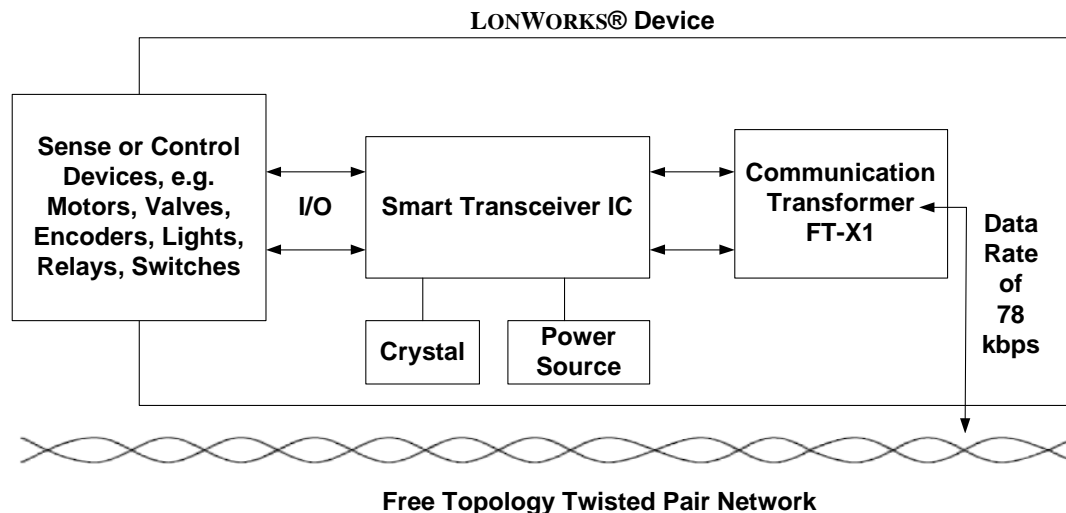 LONWORKS® Device
Sense or Control
Devices, e.g.
Motors, Valves,
Encoders, Lights,
Relays, Switches
I/O
Smart Transceiver IC
Communication
Transformer
FT-X1
Data
Rate
of
78
kbps
Crystal
Power
Source
Free Topology Twisted Pair Network